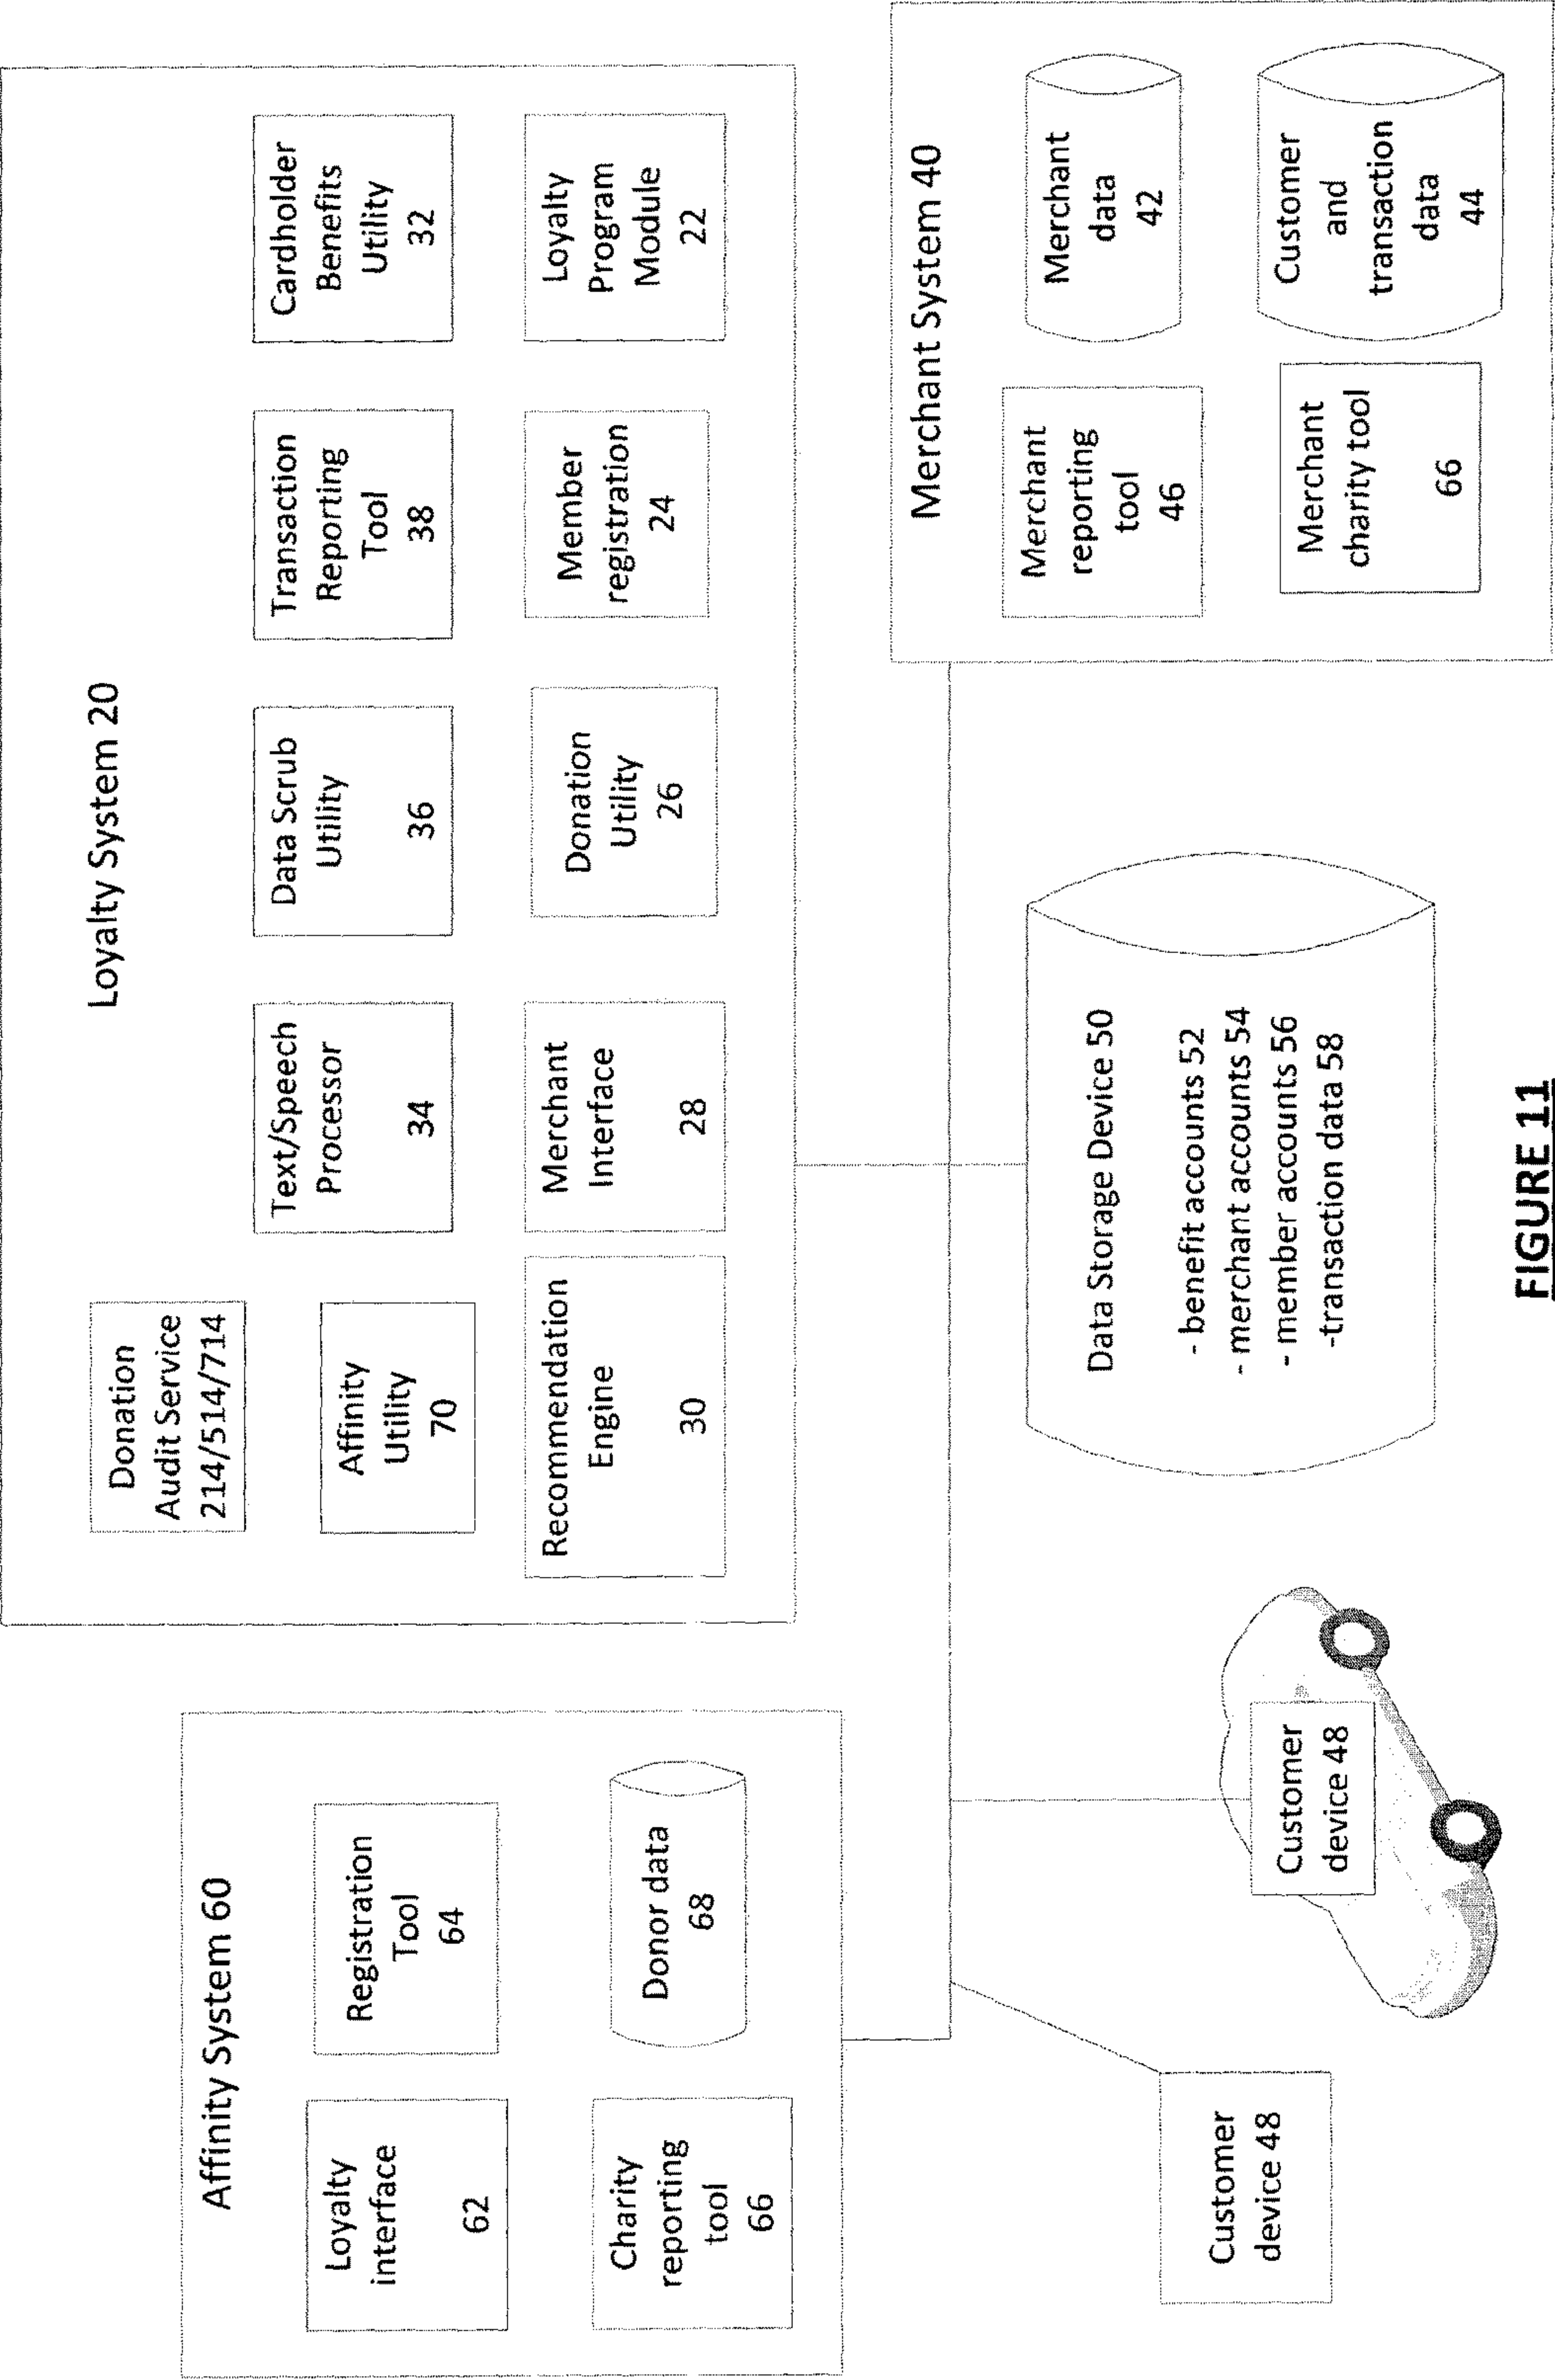 Affinity System 60
Loyalty
interface
62
Registration
Tool
64
Charity
reporting
tool
66
Donor data
68
Loyalty System 20
Donation
Audit Service
214/514/714
Affinity
Utility
70
Text/Speech
Processor
34
Data Scrub
Utility
36
Transaction
Reporting
Tool
38
Cardholder
Benefits
Utility
32
Recommendation
Engine
30
Merchant
Interface
28
Donation
Utility
26
Member
registration
24
Loyalty
Program
Module
22
Customer
device 48
Customer
device 48
Data Storage Device 50
- benefit accounts 52
- merchant accounts 54
- member accounts 56
-transaction data 58
Merchant System 40
Merchant
reporting
tool
46
Merchant
data
42
Merchant
charity tool
66
Customer
and
transaction
data
44
FIGURE 11